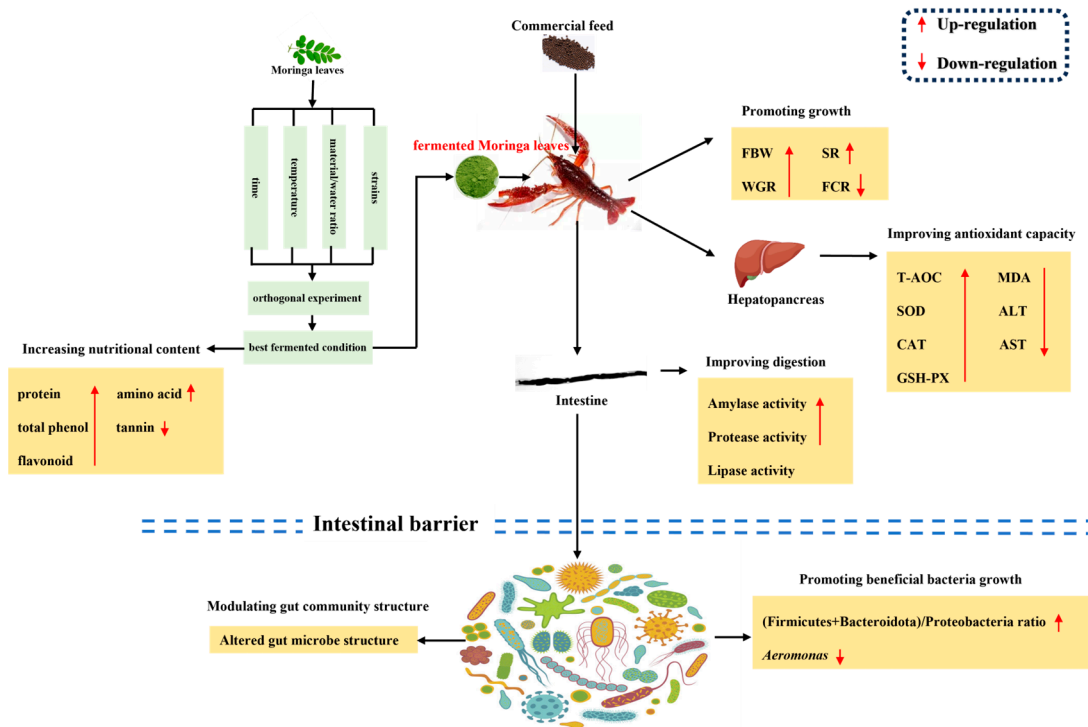 Commercial feed
Up-regulation
Down-regulation
Moringa leaves
time
temperature
material/water ratio
strains
orthogonal experiment
best fermented condition
fermented Moringa leaves
Promoting growth
FBW
SR
WGR
FCR
Hepatopancreas
Improving antioxidant capacity
T-AOC
MDA
SOD
ALT
CAT
AST
GSH-PX
Increasing nutritional content
protein
amino acid
total phenol
tannin
flavonoid
Intestine
Improving digestion
Amylase activity
Protease activity
Lipase activity
Intestinal barrier
Modulating gut community structure
Altered gut microbe structure
Promoting beneficial bacteria growth
(Firmicutes+Bacteroidota)/Proteobacteria ratio
Aeromonas